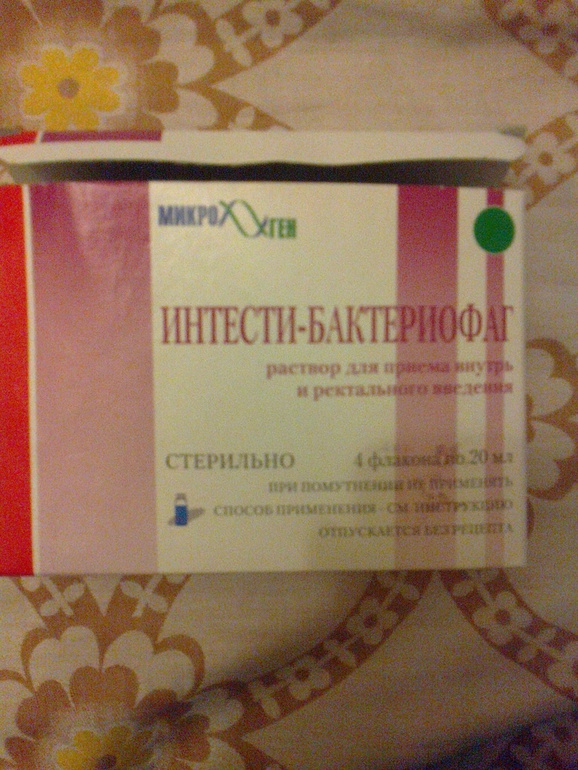 МИКРОГЕН
ИНТЕСТИ-БАКТЕРИОФАГ
раствор для приема внутрь
и ректального введения
СТЕРИЛЬНО 4 флакона по 20 мл
ПРИ ПОМУТНЕНИИ НЕ ПРИМЕНЯТЬ
СПОСОБ ПРИМЕНЕНИЯ - СМ. ИНСТРУКЦИЮ
ОТПУСКАЕТСЯ БЕЗ РЕЦЕПТА